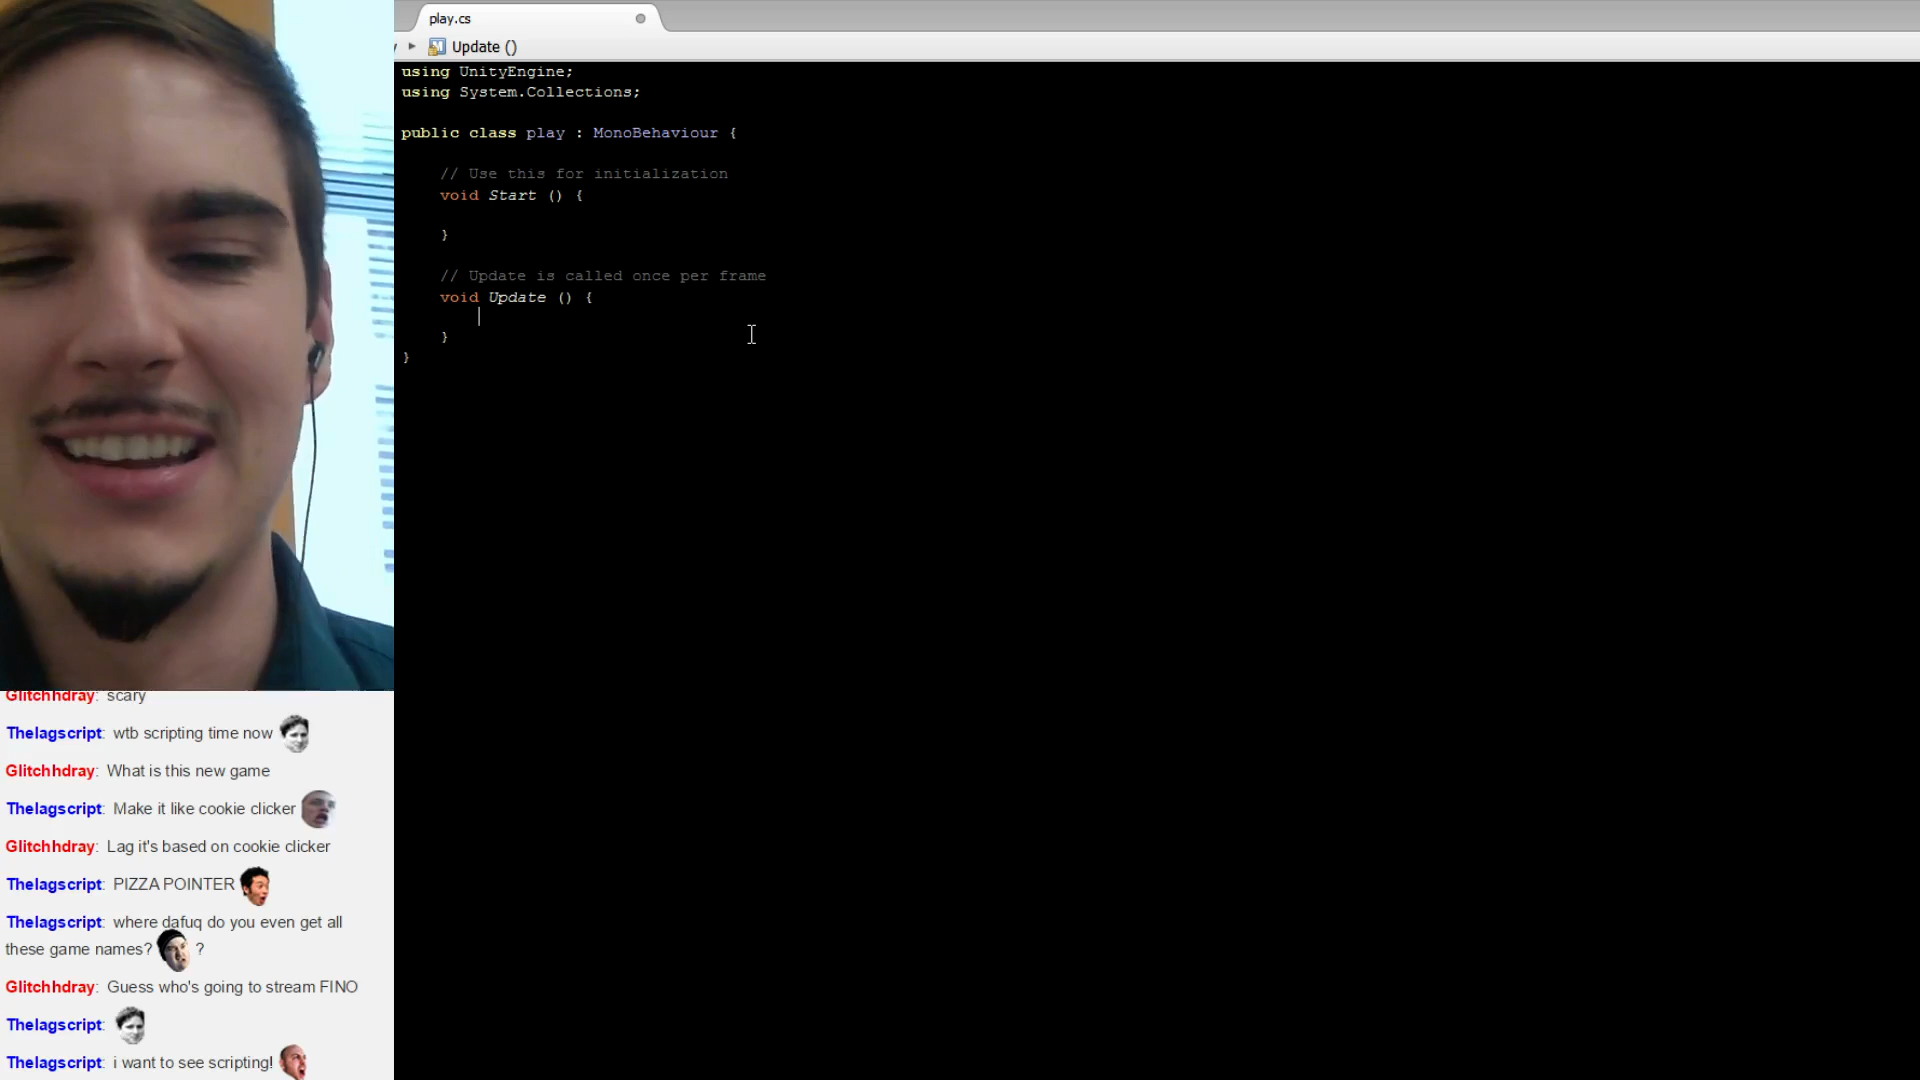 play.cs
Update ()
using UnityEngine;
using System.Collections;
public class play : MonoBehaviour {
// Use this for initialization
void Start () {
}
// Update is called once per frame
void Update () {
}
}
Glitchhdray: scary
Thelagscript: wtb scripting time now
Glitchhdray: What is this new game
Thelagscript: Make it like cookie clicker
Glitchhdray: Lag it's based on cookie clicker
Thelagscript: PIZZA POINTER
Thelagscript: where dafuq do you even get all
these game names? ?
Glitchhdray: Guess who's going to stream FINO
Thelagscript:
Thelagscript: i want to see scripting!